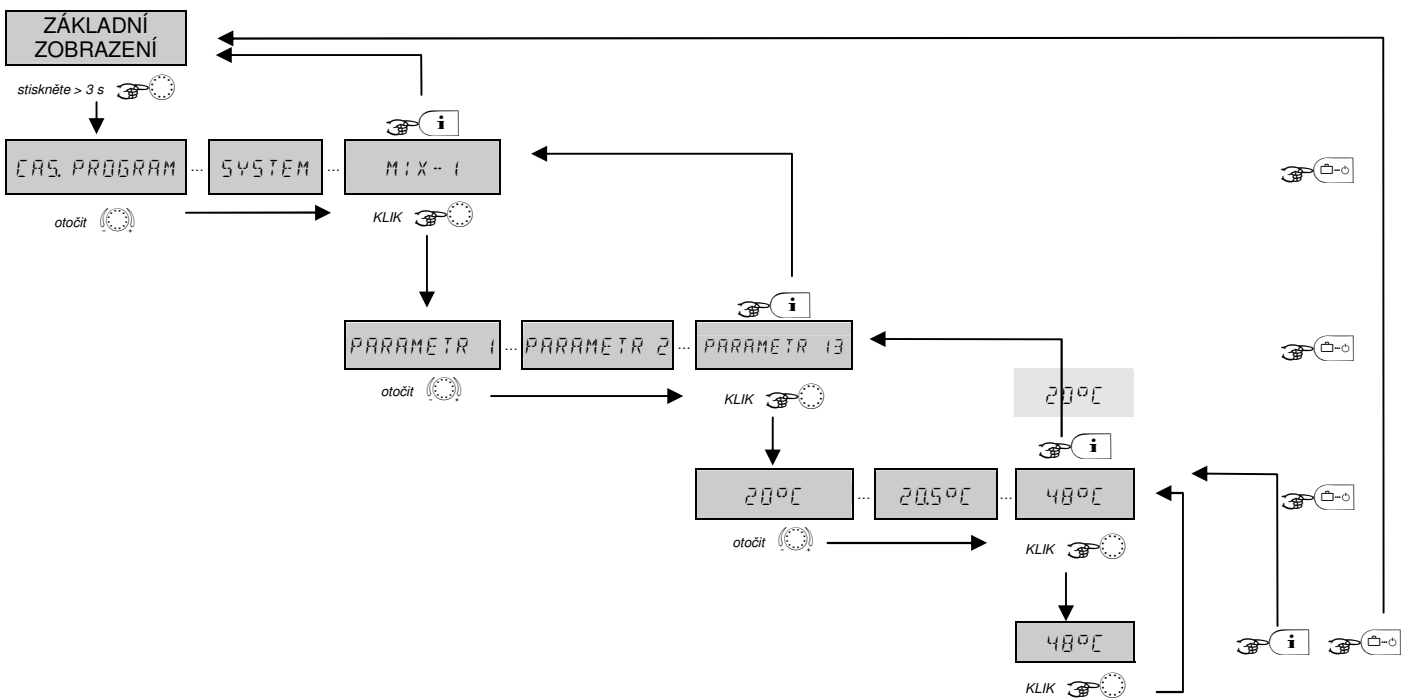 ZÁKLADNÍ
ZOBRAZENÍ
stiskněte > 3 s
i
CAS. PROGRAM ... SYSTEM ... MIX-1
otočit - +
KLIK
i
PARAMETR 1 ... PARAMETR 2 ... PARAMETR 13
otočit - +
KLIK
20°C
i
20°C ... 20.5°C ... 48°C
otočit - +
KLIK
48°C
i
KLIK